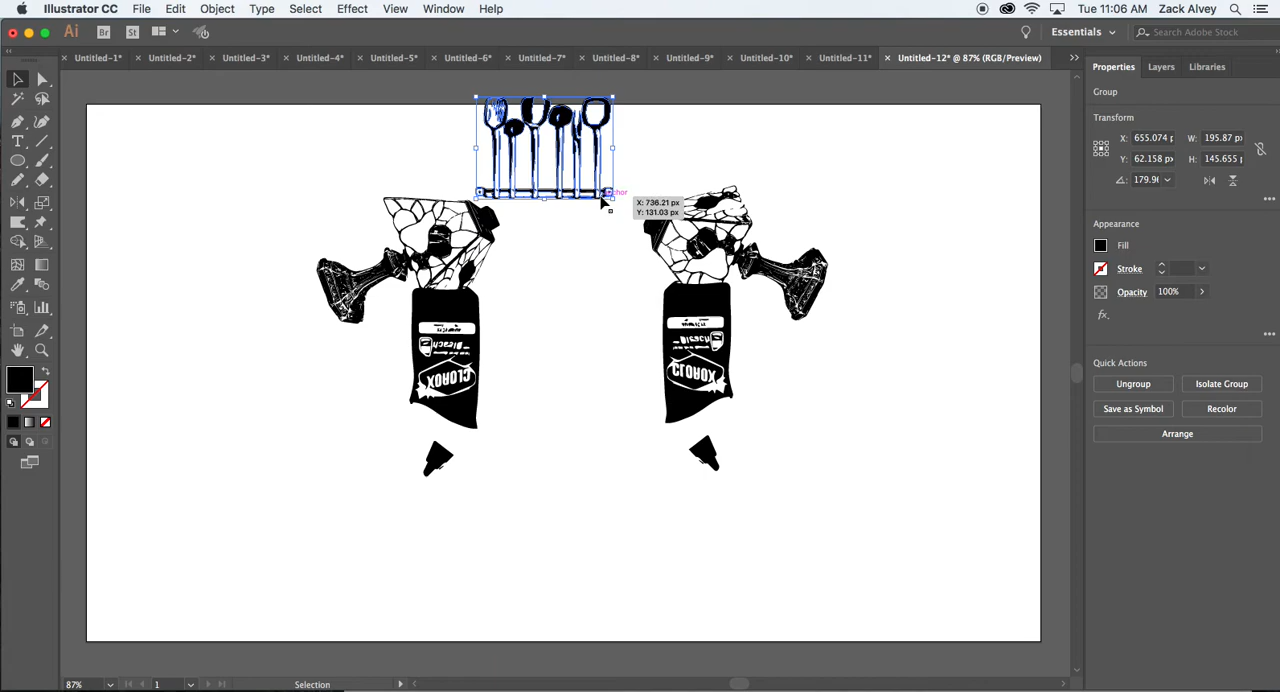 Illustrator CC File Edit Object Type Select Effect View Window Help Tue 11:06 AM Zack Alvey
Ai Br St Essentials Search Adobe Stock
Untitled-1* Untitled-2* Untitled-3* Untitled-4* Untitled-5* Untitled-6* Untitled-7* Untitled-8* Untitled-9* Untitled-10* Untitled-11* Untitled-12* @ 87% (RGB/Preview)
Properties Layers Libraries
Group
Transform
X: 655.074 p W: 195.87 p
Y: 62.158 px H: 145.655
179.9
Appearance
Fill
Stroke
Opacity 100%
fx.
Quick Actions
Ungroup Isolate Group
Save as Symbol Recolor
Arrange
X: 736.21 px
Y: 131.03 px
Bleach Bleach
CLOROX CLOROX
87% 1 Selection